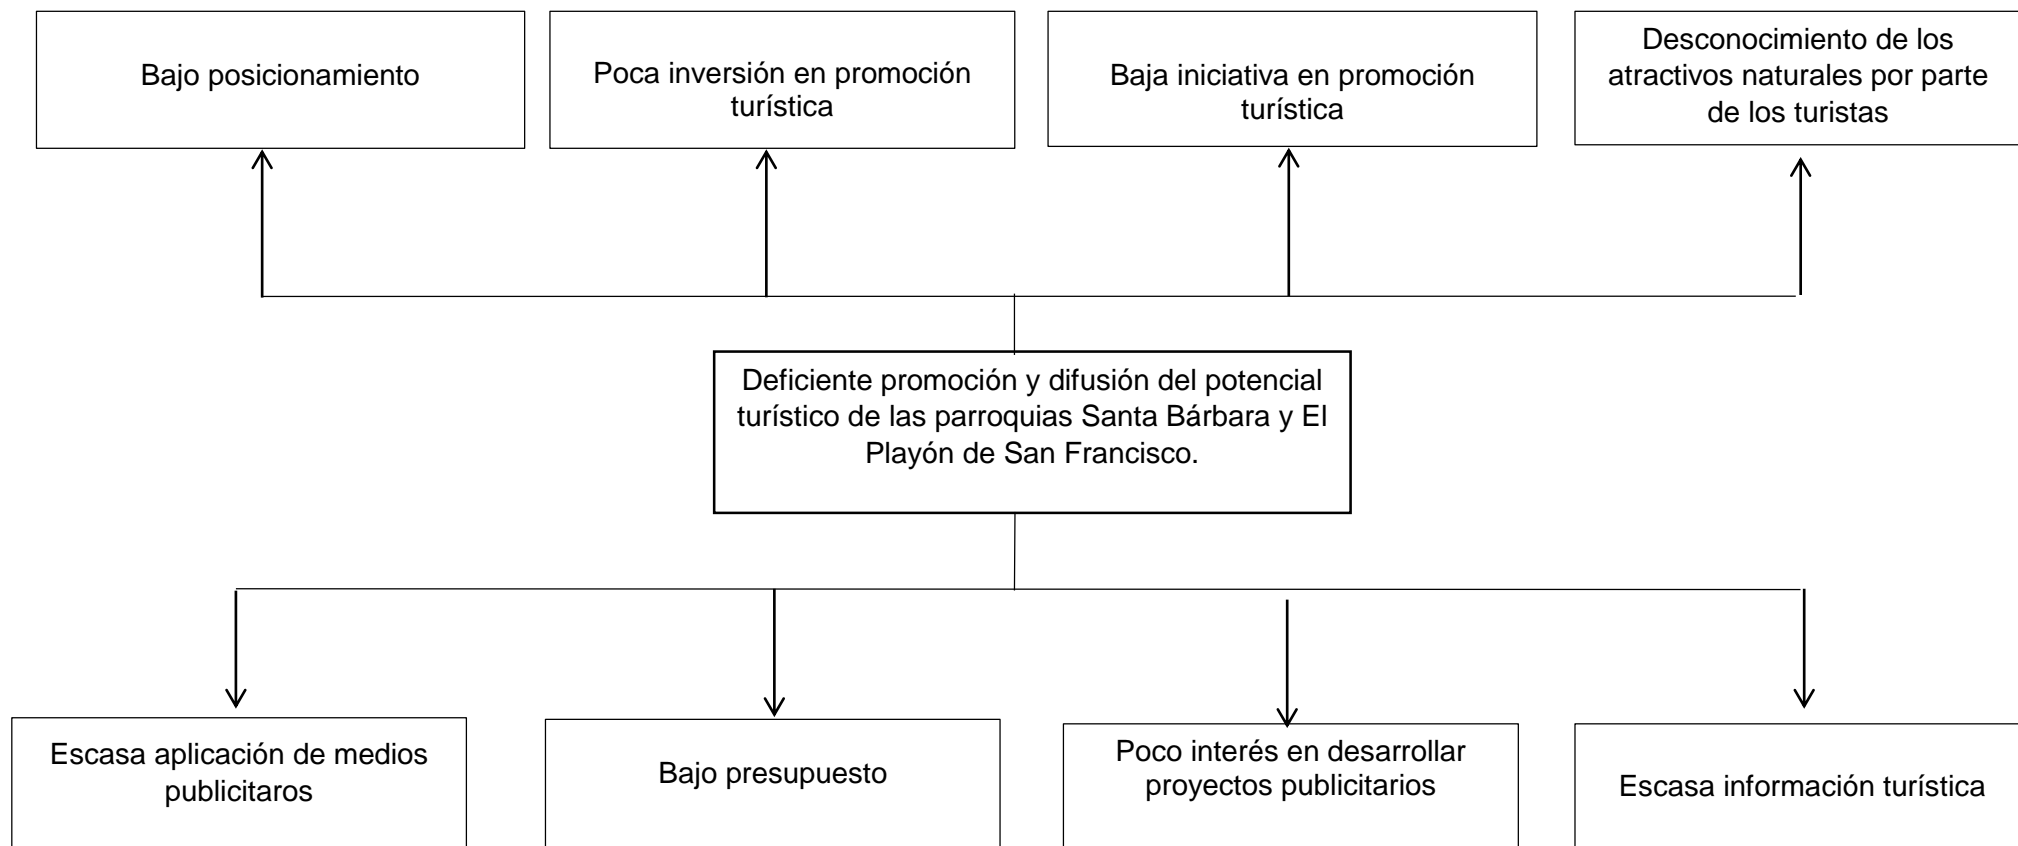 Bajo posicionamiento
Poca inversión en promoción
turística
Baja iniciativa en promoción
turística
Desconocimiento de los
atractivos naturales por parte
de los turistas
Deficiente promoción y difusión del potencial
turístico de las parroquias Santa Bárbara y El
Playón de San Francisco.
Escasa aplicación de medios
publicitaros
Bajo presupuesto
Poco interés en desarrollar
proyectos publicitarios
Escasa información turística